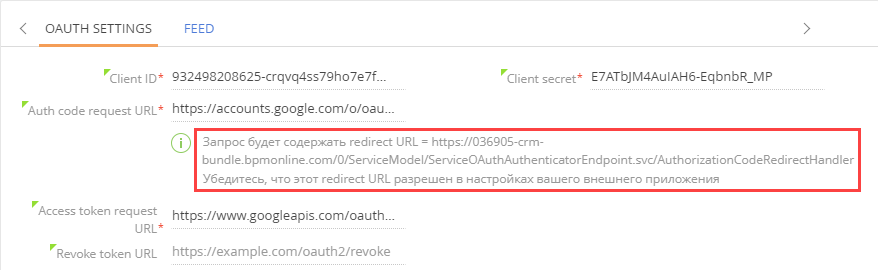 OAUTH SETTINGS FEED
Client ID* 932498208625-crqvq4ss79ho7e7f... Client secret* E7ATbJM4AuIAH6-EqbnbR_MP
Auth code request URL* https://accounts.google.com/o/oau...
Запрос будет содержать redirect URL = https://036905-crm-
bundle.bpmonline.com/0/ServiceModel/ServiceOAuthAuthenticatorEndpoint.svc/AuthorizationCodeRedirectHandler
Убедитесь, что этот redirect URL разрешен в настройках вашего внешнего приложения
Access token request
URL* https://www.googleapis.com/oauth...
Revoke token URL https://example.com/oauth2/revoke